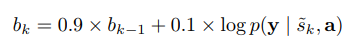 b_k = 0.9 × b_{k−1} + 0.1 × log p(y | s̃_k, a)